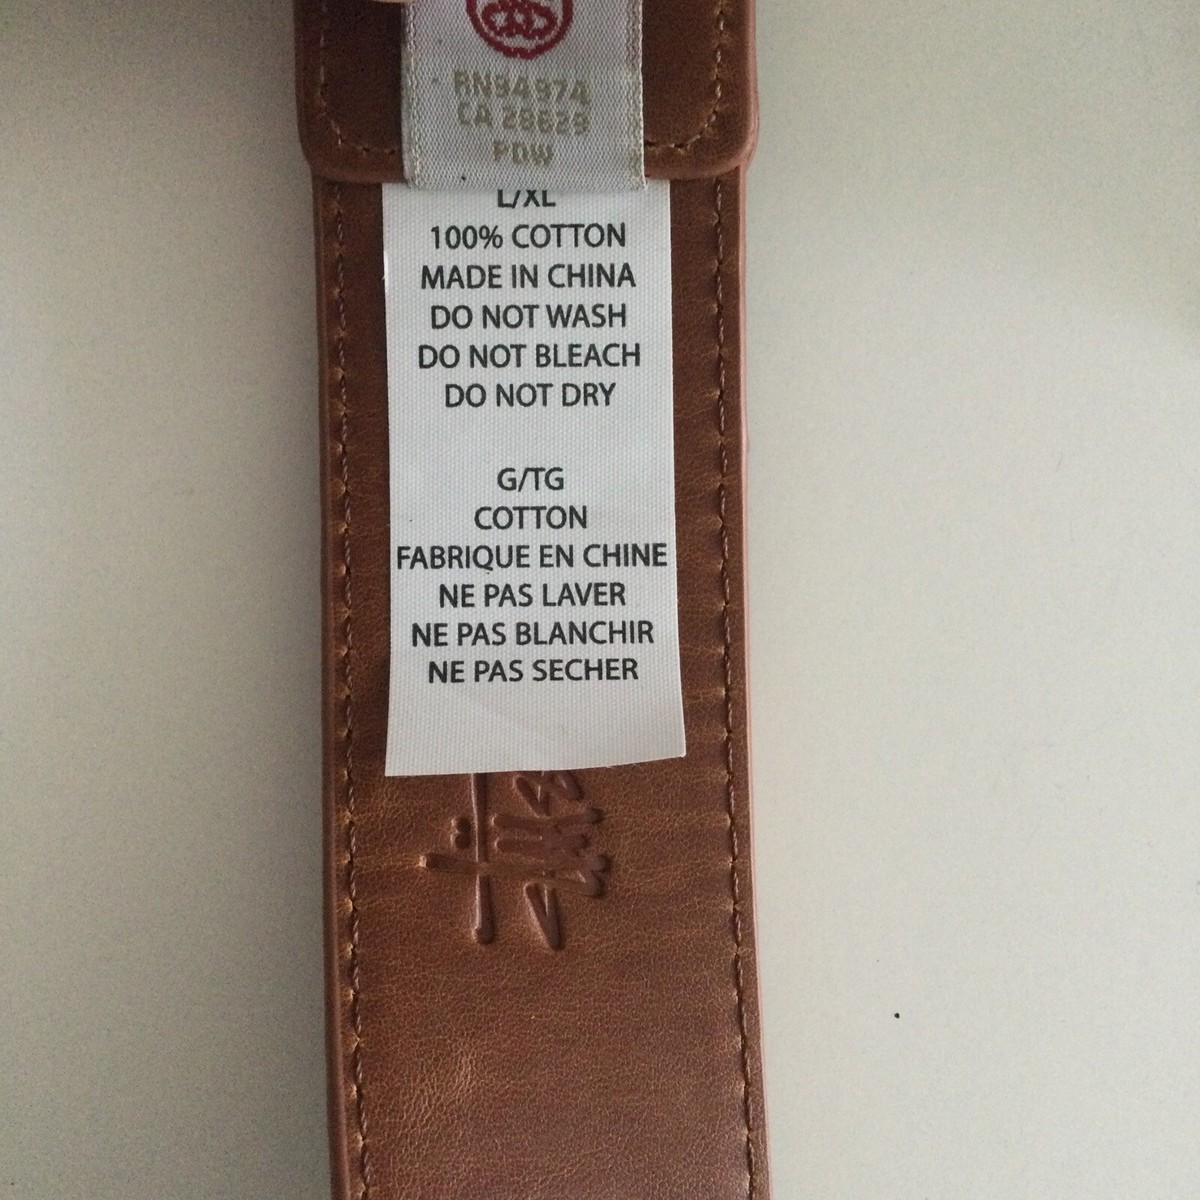 RN94974
CA 28629
PDW
L/XL
100% COTTON
MADE IN CHINA
DO NOT WASH
DO NOT BLEACH
DO NOT DRY
G/TG
COTTON
FABRIQUE EN CHINE
NE PAS LAVER
NE PAS BLANCHIR
NE PAS SECHER